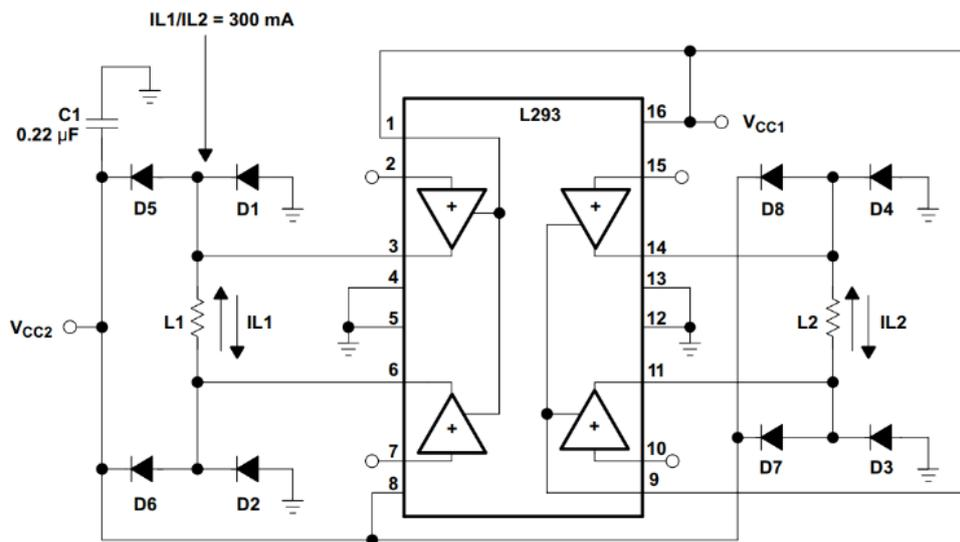 IL1/IL2 = 300 mA
C1
0.22 µF
L293
VCC1
VCC2
1
2
3
4
5
6
7
8
16
15
14
13
12
11
10
9
+
+
+
+
D5
D1
D8
D4
L1
IL1
L2
IL2
D6
D2
D7
D3